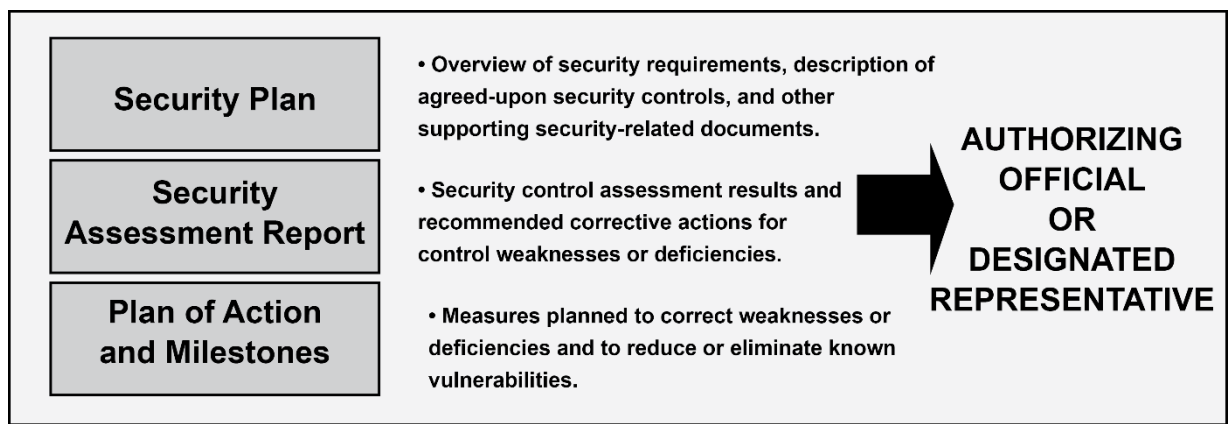 Security Plan
• Overview of security requirements, description of
agreed-upon security controls, and other
supporting security-related documents.
Security
Assessment Report
• Security control assessment results and
recommended corrective actions for
control weaknesses or deficiencies.
Plan of Action
and Milestones
• Measures planned to correct weaknesses or
deficiencies and to reduce or eliminate known
vulnerabilities.
AUTHORIZING
OFFICIAL
OR
DESIGNATED
REPRESENTATIVE